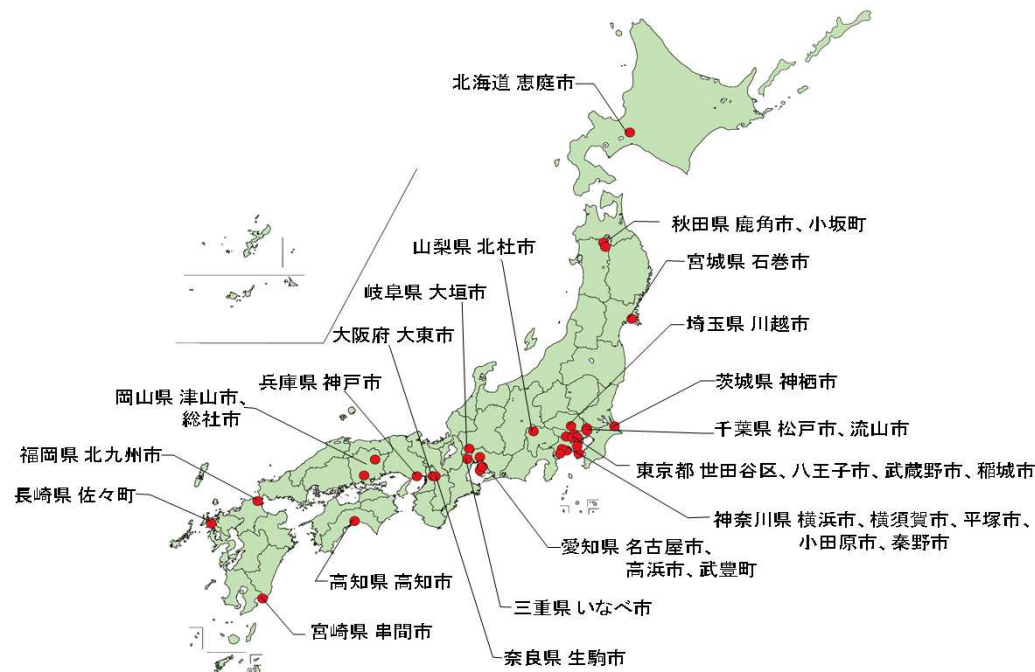 北海道 恵庭市
秋田県 鹿角市、小坂町
山梨県 北杜市
宮城県 石巻市
岐阜県 大垣市
埼玉県 川越市
大阪府 大東市
兵庫県 神戸市
茨城県 神栖市
岡山県 津山市、
総社市
千葉県 松戸市、流山市
福岡県 北九州市
東京都 世田谷区、八王子市、武蔵野市、稲城市
長崎県 佐々町
神奈川県 横浜市、横須賀市、平塚市、
小田原市、秦野市
愛知県 名古屋市、
高浜市、武豊町
高知県 高知市
三重県 いなべ市
宮崎県 串間市
奈良県 生駒市